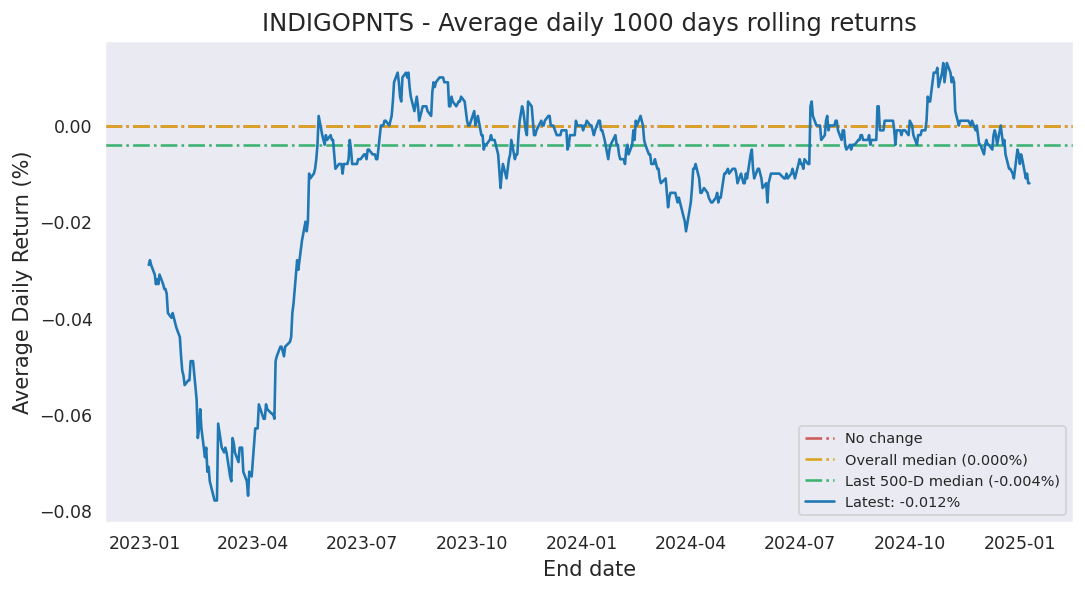 INDIGOPNTS - Average daily 1000 days rolling returns
Average Daily Return (%)
0.00
−0.02
−0.04
−0.06
−0.08
No change
Overall median (0.000%)
Last 500-D median (-0.004%)
Latest: -0.012%
2023-01 2023-04 2023-07 2023-10 2024-01 2024-04 2024-07 2024-10 2025-01
End date